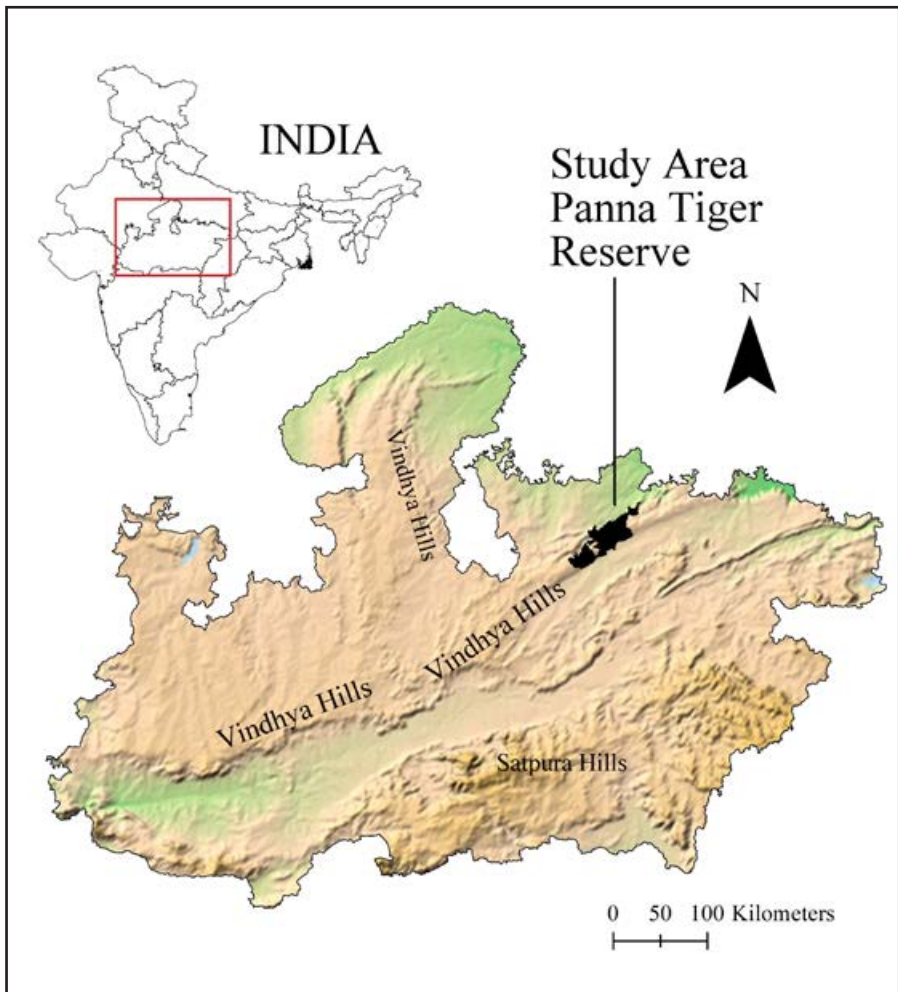 INDIA
Study Area
Panna Tiger
Reserve
N
Vindhya Hills
Vindhya Hills
Vindhya Hills
Satpura Hills
0 50 100 Kilometers